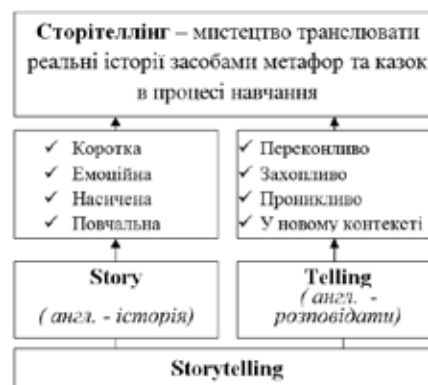 Сторітеллінг – мистецтво транслювати
реальні історії засобами метафор та казок
в процесі навчання
✓ Коротка
✓ Емоційна
✓ Насичена
✓ Повчальна
✓ Переконливо
✓ Захопливо
✓ Проникливо
✓ У новому контексті
Story
( англ. - історія)
Telling
( англ. -
розповідати)
Storytelling